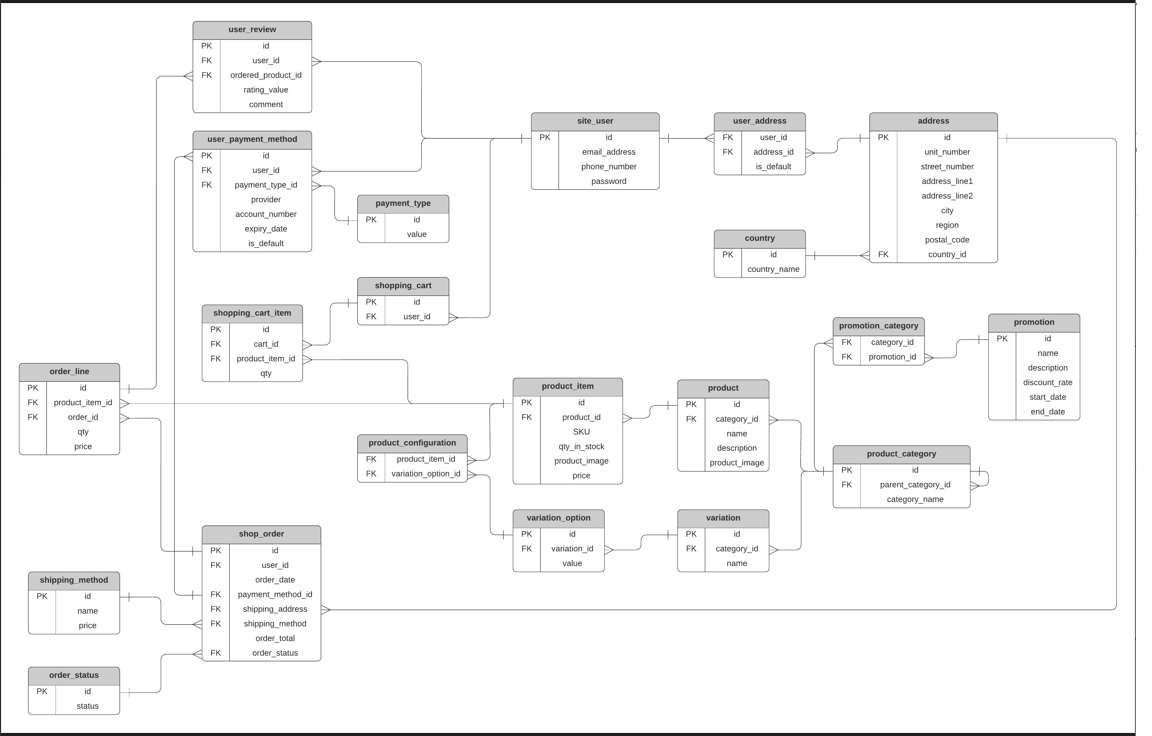 user_review
PK id
FK user_id
FK ordered_product_id
rating_value
comment
user_payment_method
PK id
FK user_id
FK payment_type_id
provider
account_number
expiry_date
is_default
payment_type
PK id
value
site_user
PK id
email_address
phone_number
password
user_address
FK user_id
FK address_id
is_default
address
PK id
unit_number
street_number
address_line1
address_line2
city
region
postal_code
FK country_id
country
PK id
country_name
shopping_cart
PK id
FK user_id
shopping_cart_item
PK id
FK cart_id
FK product_item_id
qty
order_line
PK id
FK product_item_id
FK order_id
qty
price
product_configuration
FK product_item_id
FK variation_option_id
product_item
PK id
FK product_id
SKU
qty_in_stock
product_image
price
product
PK id
FK category_id
name
description
product_image
promotion_category
FK category_id
FK promotion_id
promotion
PK id
name
description
discount_rate
start_date
end_date
product_category
PK id
FK parent_category_id
category_name
variation_option
PK id
FK variation_id
value
variation
PK id
FK category_id
name
shop_order
PK id
FK user_id
order_date
FK payment_method_id
FK shipping_address
FK shipping_method
order_total
FK order_status
shipping_method
PK id
name
price
order_status
PK id
status